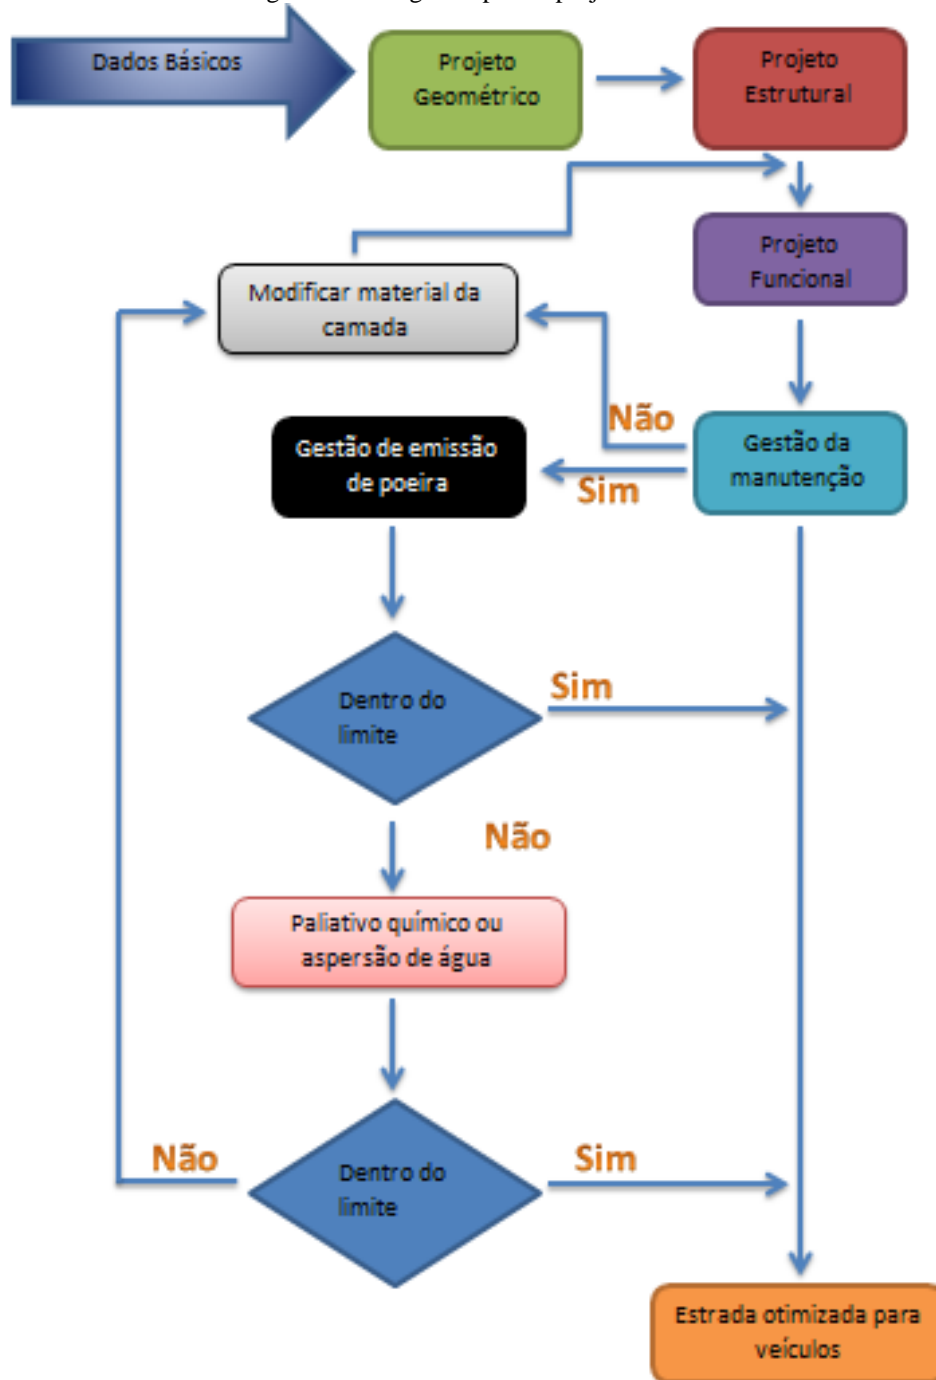 Dados Básicos
Projeto
Geométrico
Projeto
Estrutural
Projeto
Funcional
Modificar material da
camada
Não
Gestão da
manutenção
Gestão de emissão
de poeira
Sim
Dentro do
limite
Sim
Não
Paliativo químico ou
aspersão de água
Não
Dentro do
limite
Sim
Estrada otimizada para
veículos